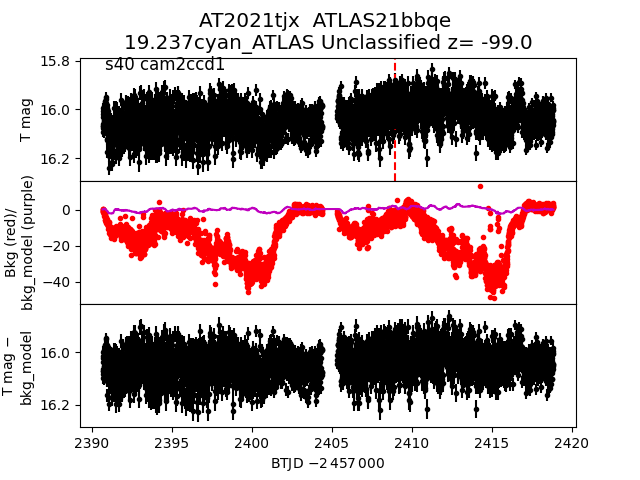 AT2021tjx  ATLAS21bbqe
19.237cyan_ATLAS Unclassified z= -99.0
s40 cam2ccd1
15.8
16.0
16.2
T mag
0
−20
−40
Bkg (red)/
bkg_model (purple)
16.0
16.2
T mag −
bkg_model
2390 2395 2400 2405 2410 2415 2420
BTJD −2 457 000